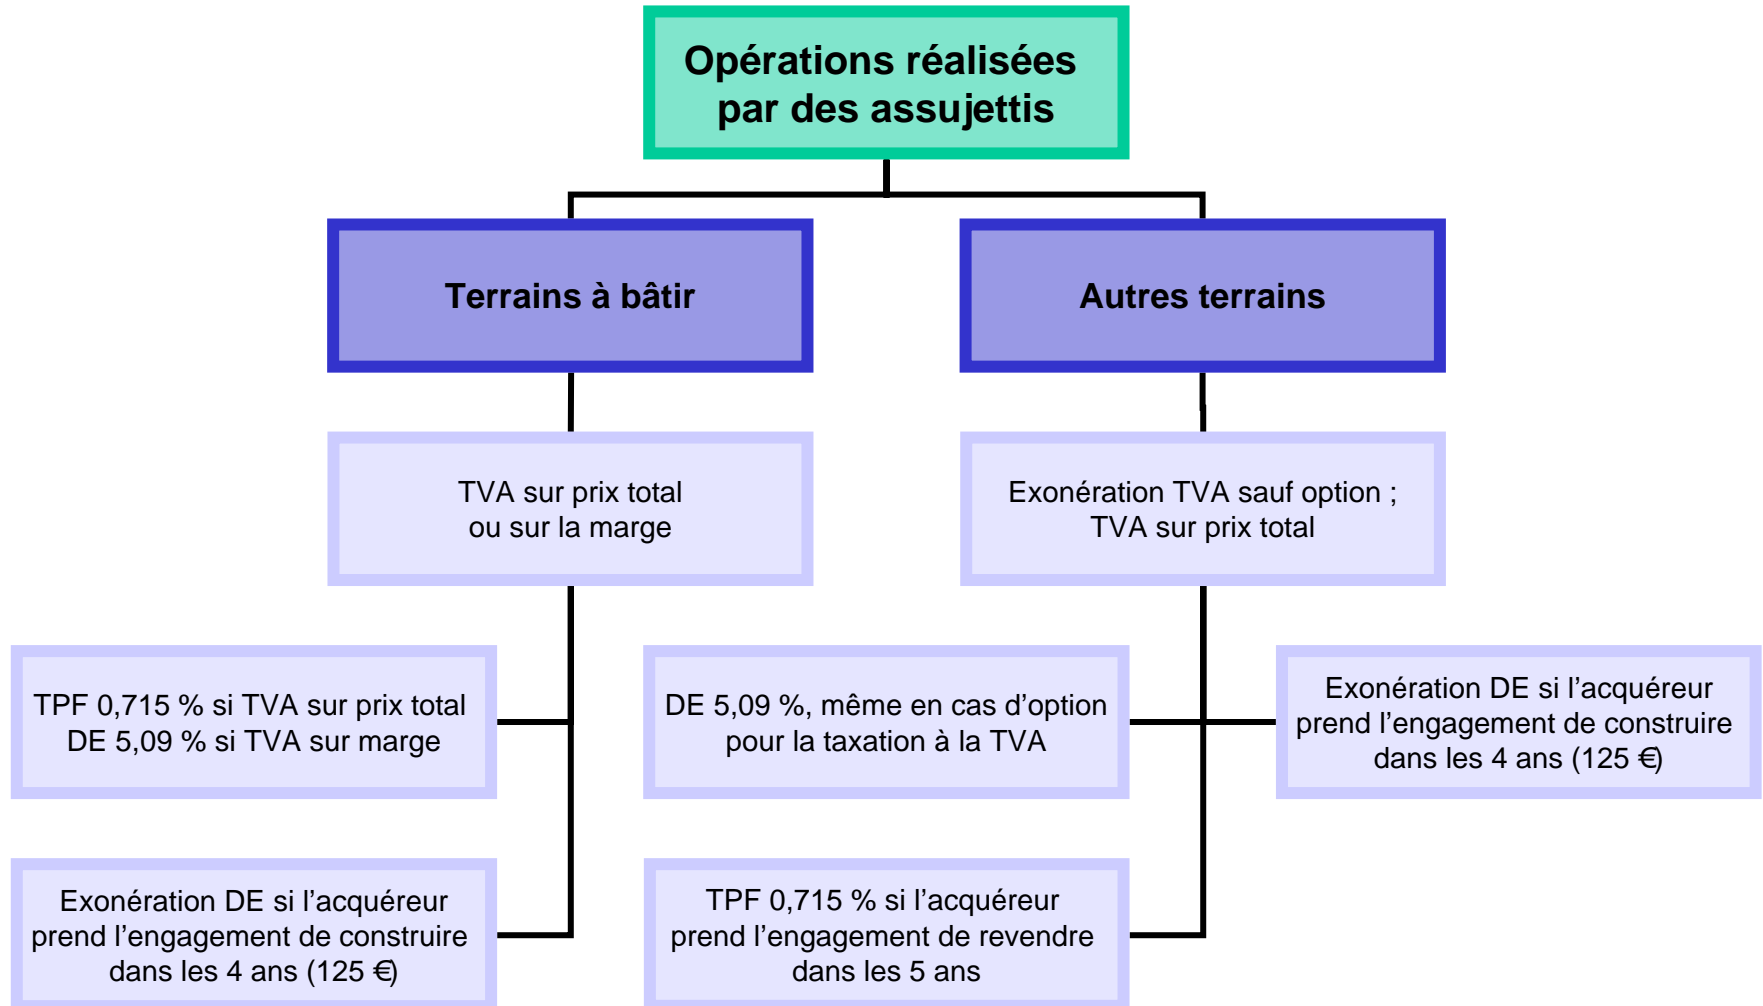 Opérations réalisées
par des assujettis
Terrains à bâtir
Autres terrains
TVA sur prix total
ou sur la marge
Exonération TVA sauf option ;
TVA sur prix total
TPF 0,715 % si TVA sur prix total
DE 5,09 % si TVA sur marge
DE 5,09 %, même en cas d’option
pour la taxation à la TVA
Exonération DE si l’acquéreur
prend l’engagement de construire
dans les 4 ans (125 €)
Exonération DE si l’acquéreur
prend l’engagement de construire
dans les 4 ans (125 €)
TPF 0,715 % si l’acquéreur
prend l’engagement de revendre
dans les 5 ans